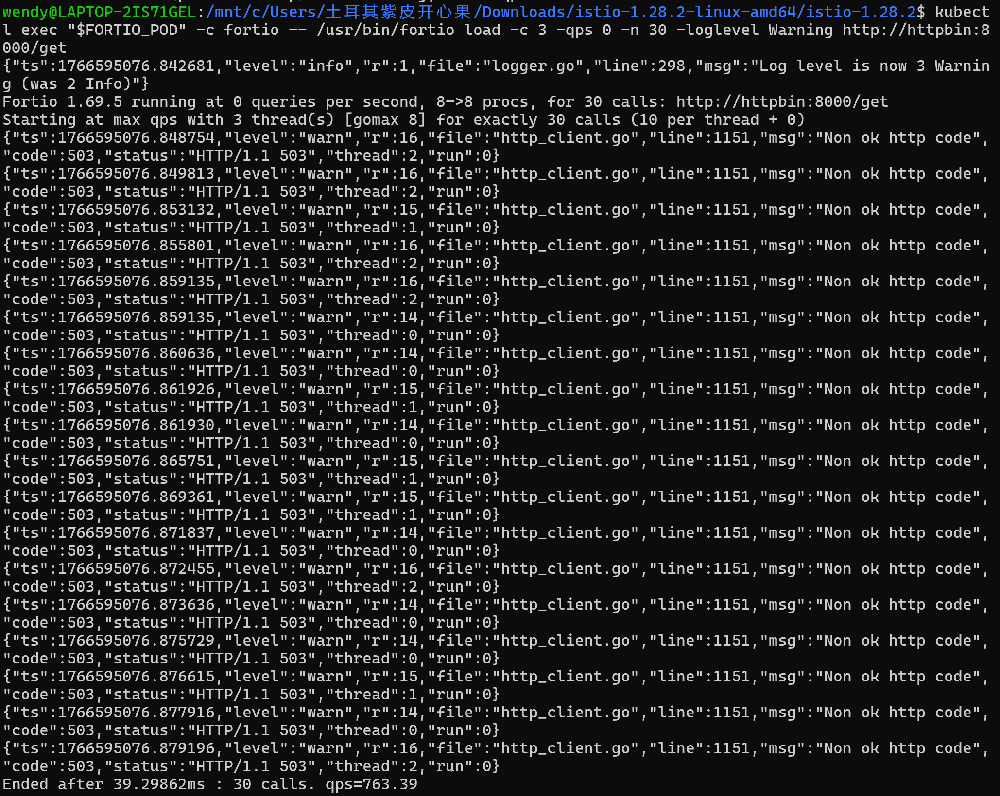 wendy@LAPTOP-2IS71GEL:/mnt/c/Users/土耳其紫皮开心果/Downloads/istio-1.28.2-linux-amd64/istio-1.28.2$ kubect
l exec "$FORTIO_POD" -c fortio -- /usr/bin/fortio load -c 3 -qps 0 -n 30 -loglevel Warning http://httpbin:8
000/get
{"ts":1766595076.842681,"level":"info","r":1,"file":"logger.go","line":298,"msg":"Log level is now 3 Warnin
g (was 2 Info)"}
Fortio 1.69.5 running at 0 queries per second, 8->8 procs, for 30 calls: http://httpbin:8000/get
Starting at max qps with 3 thread(s) [gomax 8] for exactly 30 calls (10 per thread + 0)
{"ts":1766595076.848754,"level":"warn","r":16,"file":"http_client.go","line":1151,"msg":"Non ok http code",
"code":503,"status":"HTTP/1.1 503","thread":2,"run":0}
{"ts":1766595076.849813,"level":"warn","r":16,"file":"http_client.go","line":1151,"msg":"Non ok http code",
"code":503,"status":"HTTP/1.1 503","thread":2,"run":0}
{"ts":1766595076.853132,"level":"warn","r":15,"file":"http_client.go","line":1151,"msg":"Non ok http code",
"code":503,"status":"HTTP/1.1 503","thread":1,"run":0}
{"ts":1766595076.855801,"level":"warn","r":16,"file":"http_client.go","line":1151,"msg":"Non ok http code",
"code":503,"status":"HTTP/1.1 503","thread":2,"run":0}
{"ts":1766595076.859135,"level":"warn","r":16,"file":"http_client.go","line":1151,"msg":"Non ok http code",
"code":503,"status":"HTTP/1.1 503","thread":2,"run":0}
{"ts":1766595076.859135,"level":"warn","r":14,"file":"http_client.go","line":1151,"msg":"Non ok http code",
"code":503,"status":"HTTP/1.1 503","thread":0,"run":0}
{"ts":1766595076.860636,"level":"warn","r":14,"file":"http_client.go","line":1151,"msg":"Non ok http code",
"code":503,"status":"HTTP/1.1 503","thread":0,"run":0}
{"ts":1766595076.861926,"level":"warn","r":15,"file":"http_client.go","line":1151,"msg":"Non ok http code",
"code":503,"status":"HTTP/1.1 503","thread":1,"run":0}
{"ts":1766595076.861930,"level":"warn","r":14,"file":"http_client.go","line":1151,"msg":"Non ok http code",
"code":503,"status":"HTTP/1.1 503","thread":0,"run":0}
{"ts":1766595076.865751,"level":"warn","r":15,"file":"http_client.go","line":1151,"msg":"Non ok http code",
"code":503,"status":"HTTP/1.1 503","thread":1,"run":0}
{"ts":1766595076.869361,"level":"warn","r":15,"file":"http_client.go","line":1151,"msg":"Non ok http code",
"code":503,"status":"HTTP/1.1 503","thread":1,"run":0}
{"ts":1766595076.871837,"level":"warn","r":14,"file":"http_client.go","line":1151,"msg":"Non ok http code",
"code":503,"status":"HTTP/1.1 503","thread":0,"run":0}
{"ts":1766595076.872455,"level":"warn","r":16,"file":"http_client.go","line":1151,"msg":"Non ok http code",
"code":503,"status":"HTTP/1.1 503","thread":2,"run":0}
{"ts":1766595076.873636,"level":"warn","r":14,"file":"http_client.go","line":1151,"msg":"Non ok http code",
"code":503,"status":"HTTP/1.1 503","thread":0,"run":0}
{"ts":1766595076.875729,"level":"warn","r":14,"file":"http_client.go","line":1151,"msg":"Non ok http code",
"code":503,"status":"HTTP/1.1 503","thread":0,"run":0}
{"ts":1766595076.876615,"level":"warn","r":15,"file":"http_client.go","line":1151,"msg":"Non ok http code",
"code":503,"status":"HTTP/1.1 503","thread":1,"run":0}
{"ts":1766595076.877916,"level":"warn","r":14,"file":"http_client.go","line":1151,"msg":"Non ok http code",
"code":503,"status":"HTTP/1.1 503","thread":0,"run":0}
{"ts":1766595076.879196,"level":"warn","r":16,"file":"http_client.go","line":1151,"msg":"Non ok http code",
"code":503,"status":"HTTP/1.1 503","thread":2,"run":0}
Ended after 39.29862ms : 30 calls. qps=763.39